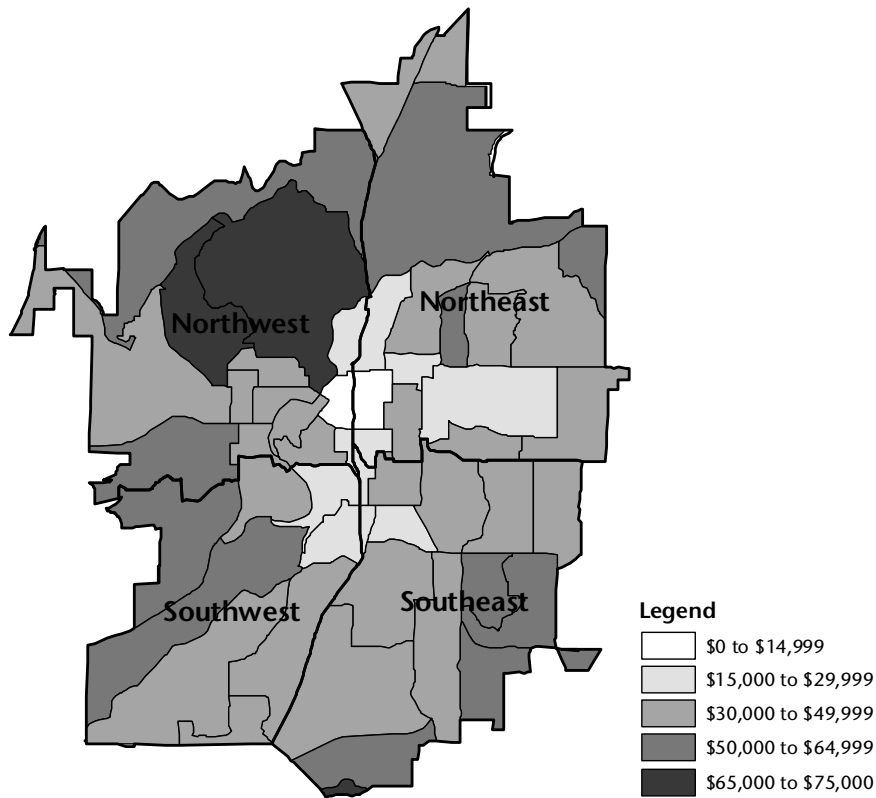 Northeast
Northwest
Southeast
Southwest
Legend
$0 to $14,999
$15,000 to $29,999
$30,000 to $49,999
$50,000 to $64,999
$65,000 to $75,000